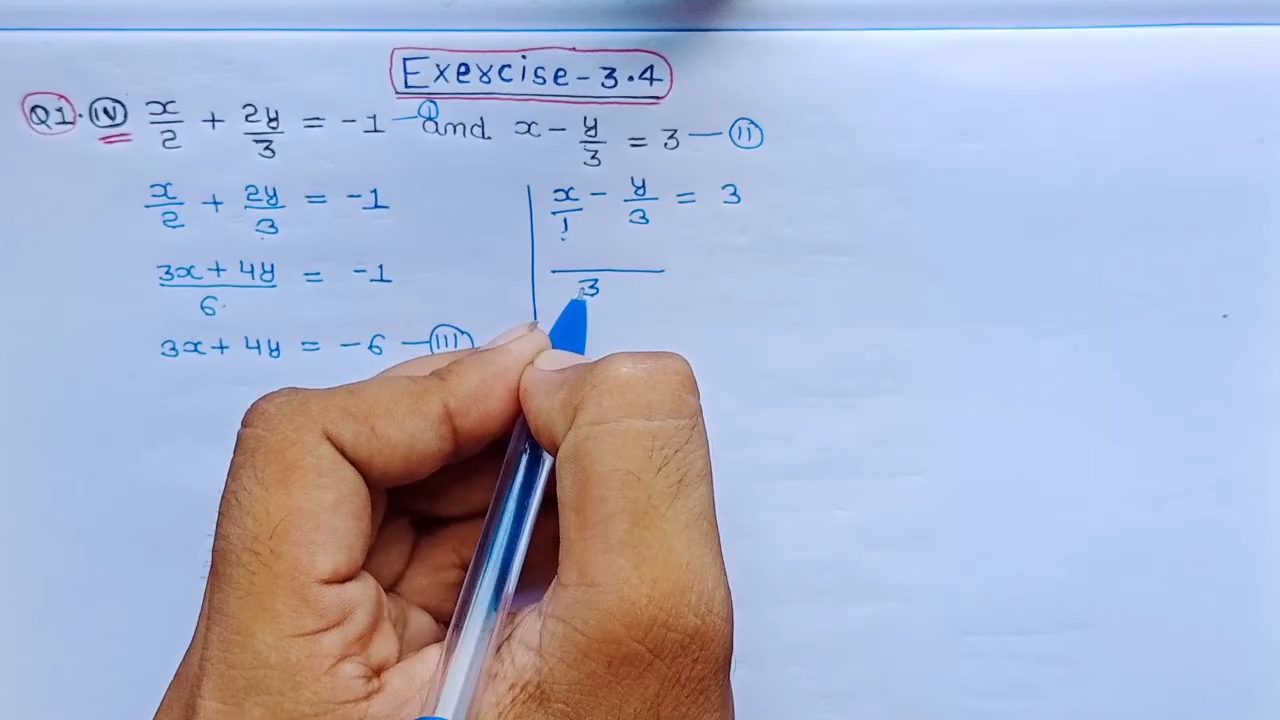 Exercise-3.4
Q1. (IV) x/2 + 2y/3 = -1 — (I) and x - y/3 = 3 — (II)
x/2 + 2y/3 = -1
3x + 4y/6 = -1
3x + 4y = -6 — (III)
x/1 - y/3 = 3
/3